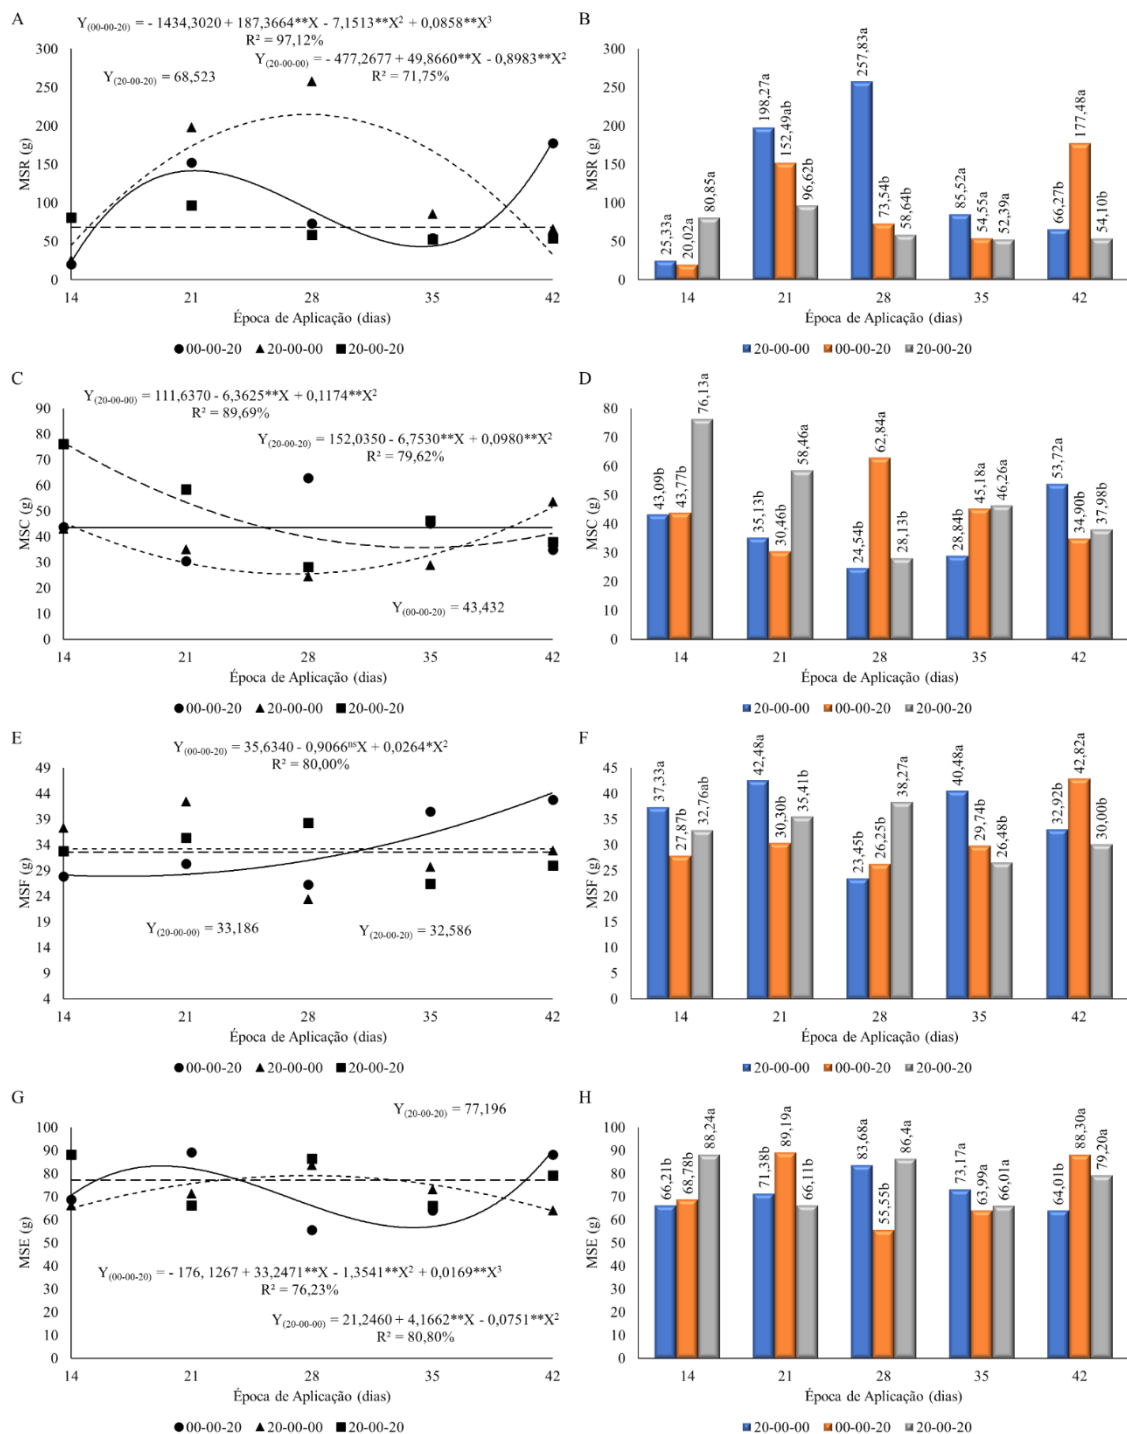 A
Y(00-00-20) = - 1434,3020 + 187,3664**X - 7,1513**X² + 0,0858**X³
R² = 97,12%
Y(20-00-00) = - 477,2677 + 49,8660**X - 0,8983**X²
R² = 71,75%
Y(20-00-20) = 68,523
MSR (g)
300
250
200
150
100
50
0
14 21 28 35 42
Época de Aplicação (dias)
00-00-20 20-00-00 20-00-20
B
MSR (g)
300
250
200
150
100
50
0
25,33a 20,02a 80,85a
198,27a 152,49ab 96,62b
257,83a 73,54b 58,64b
85,52a 54,55a 52,39a
66,27b 177,48a 54,10b
14 21 28 35 42
Época de Aplicação (dias)
20-00-00 00-00-20 20-00-20
C
Y(20-00-00) = 111,6370 - 6,3625**X + 0,1174**X²
R² = 89,69%
Y(20-00-20) = 152,0350 - 6,7530**X + 0,0980**X²
R² = 79,62%
Y(00-00-20) = 43,432
MSC (g)
90
80
70
60
50
40
30
20
10
0
14 21 28 35 42
Época de Aplicação (dias)
00-00-20 20-00-00 20-00-20
D
MSC (g)
80
70
60
50
40
30
20
10
0
43,09b 43,77b 76,13a
35,13b 30,46b 58,46a
24,54b 62,84a 28,13b
28,84b 45,18a 46,26a
53,72a 34,90b 37,98b
14 21 28 35 42
Época de Aplicação (dias)
20-00-00 00-00-20 20-00-20
E
Y(00-00-20) = 35,6340 - 0,9066ⁿˢX + 0,0264*X²
R² = 80,00%
Y(20-00-00) = 33,186
Y(20-00-20) = 32,586
MSF (g)
49
44
39
34
29
24
19
14
9
4
14 21 28 35 42
Época de Aplicação (dias)
00-00-20 20-00-00 20-00-20
F
MSF (g)
45
40
35
30
25
20
15
10
5
0
37,33a 27,87b 32,76ab
42,48a 30,30b 35,41b
23,45b 26,25b 38,27a
40,48a 29,74b 26,48b
32,92b 42,82a 30,00b
14 21 28 35 42
Época de Aplicação (dias)
20-00-00 00-00-20 20-00-20
G
Y(20-00-20) = 77,196
Y(00-00-20) = - 176, 1267 + 33,2471**X - 1,3541**X² + 0,0169**X³
R² = 76,23%
Y(20-00-00) = 21,2460 + 4,1662**X - 0,0751**X²
R² = 80,80%
MSE (g)
100
90
80
70
60
50
40
30
20
10
0
14 21 28 35 42
Época de Aplicação (dias)
00-00-20 20-00-00 20-00-20
H
MSE (g)
100
90
80
70
60
50
40
30
20
10
0
66,21b 68,78b 88,24a
71,38b 89,19a 66,11b
83,68a 55,55b 86,4a
73,17a 63,99a 66,01a
64,01b 88,30a 79,20a
14 21 28 35 42
Época de Aplicação (dias)
20-00-00 00-00-20 20-00-20